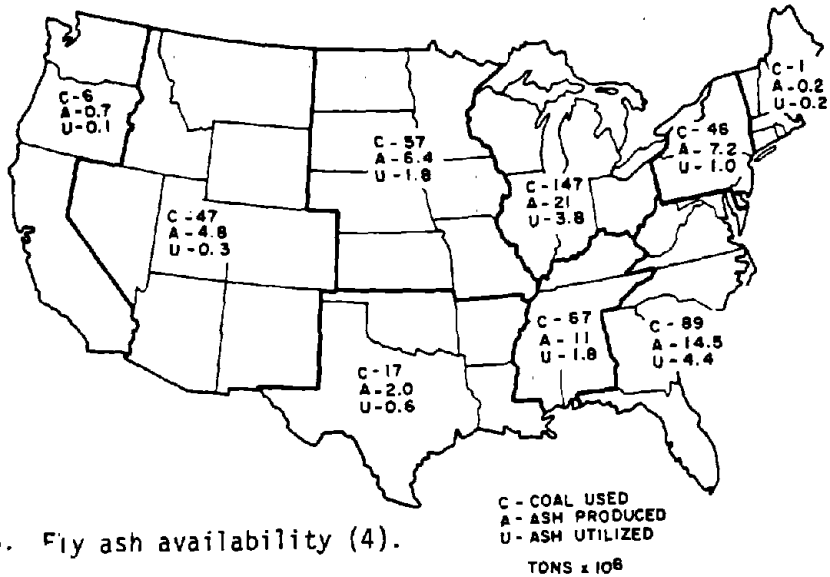 C-6
A-0.7
U-0.1
C-47
A-4.8
U-0.3
C-57
A-6.4
U-1.8
C-17
A-2.0
U-0.6
C-147
A-21
U-3.8
C-67
A-11
U-1.8
C-89
A-14.5
U-4.4
C-46
A-7.2
U-1.0
C-1
A-0.2
U-0.2
C-COAL USED
A-ASH PRODUCED
U-ASH UTILIZED
TONS x 10⁶
Fly ash availability (4).